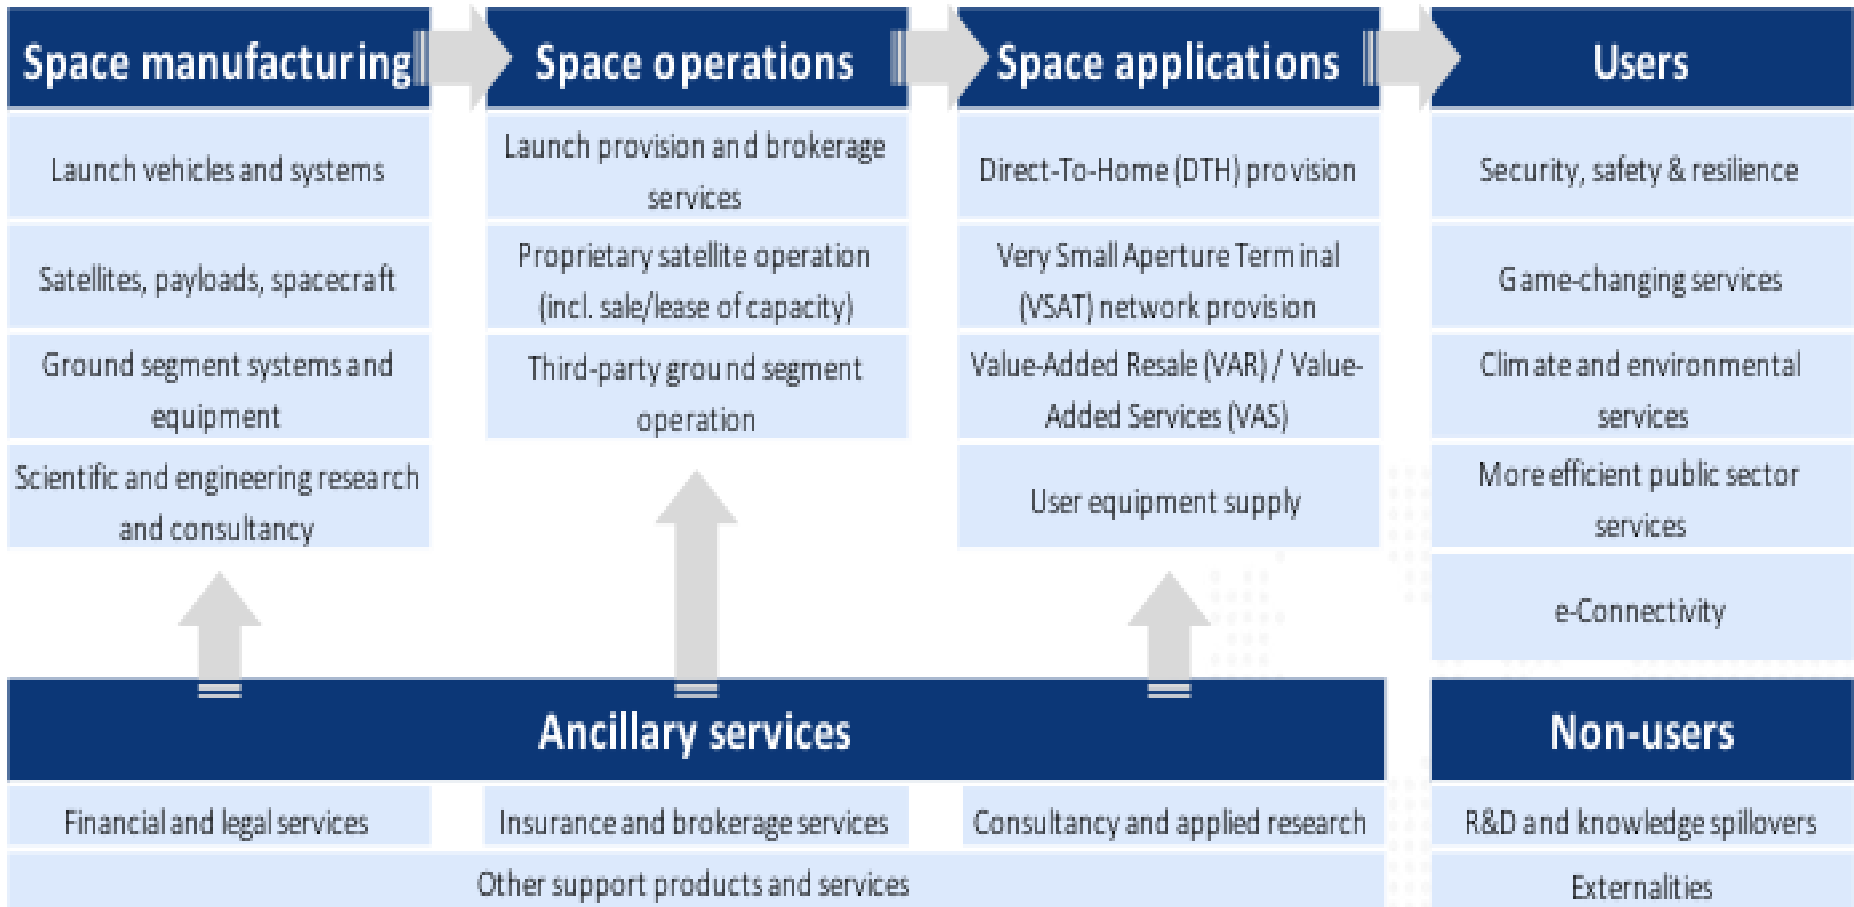 Space manufacturing
Space operations
Space applications
Users
Launch vehicles and systems
Satellites, payloads, spacecraft
Ground segment systems and
equipment
Scientific and engineering research
and consultancy
Launch provision and brokerage
services
Proprietary satellite operation
(incl. sale/lease of capacity)
Third-party ground segment
operation
Direct-To-Home (DTH) provision
Very Small Aperture Terminal
(VSAT) network provision
Value-Added Resale (VAR) / Value-
Added Services (VAS)
User equipment supply
Security, safety & resilience
Game-changing services
Climate and environmental
services
More efficient public sector
services
e-Connectivity
Ancillary services
Financial and legal services
Insurance and brokerage services
Consultancy and applied research
Other support products and services
Non-users
R&D and knowledge spillovers
Externalities